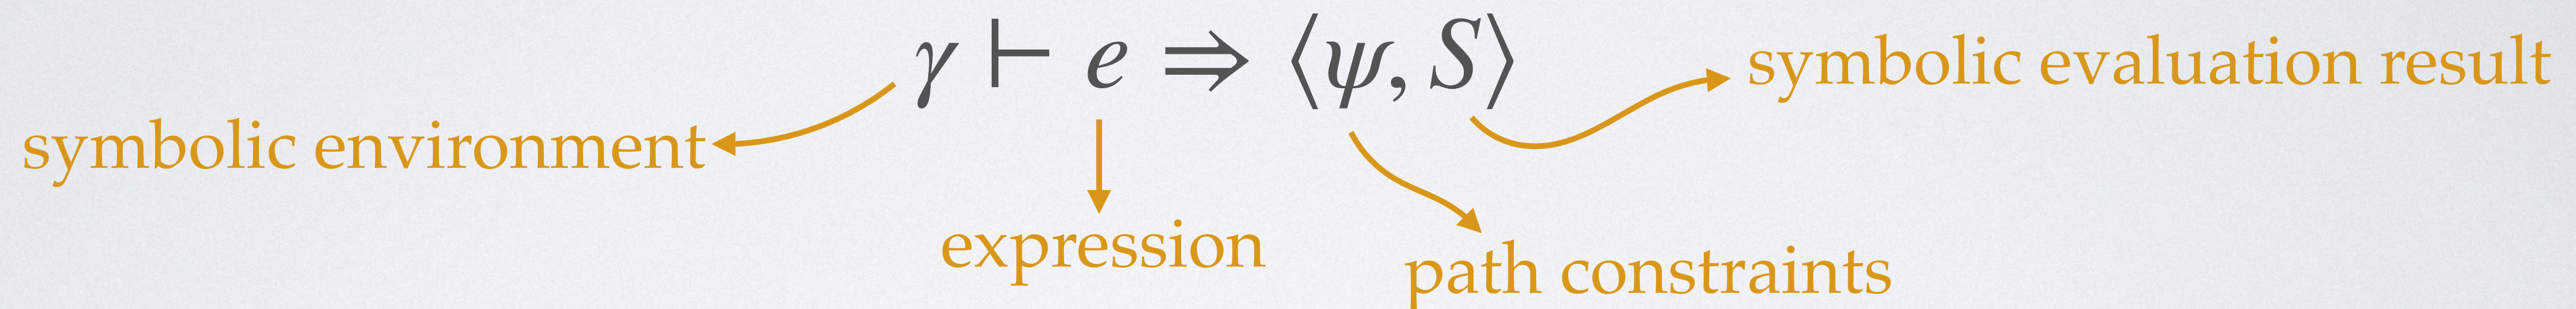 γ ⊢ e ⇒ ⟨ψ, S⟩
symbolic evaluation result
symbolic environment
expression
path constraints